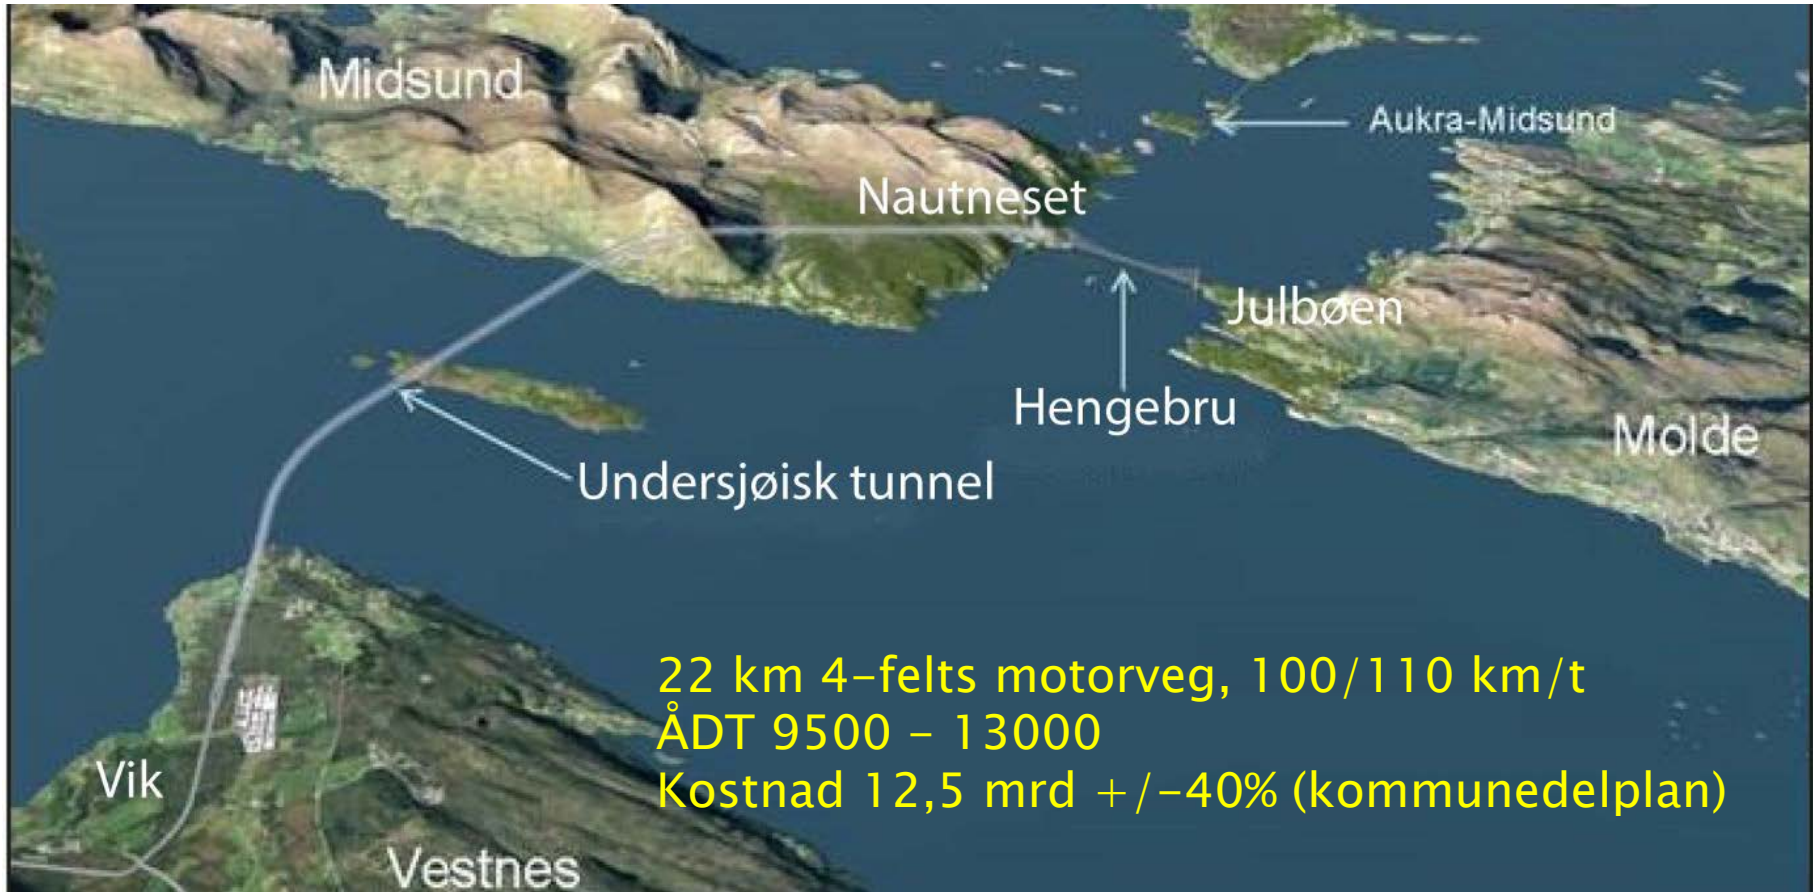 Midsund
Aukra-Midsund
Nautneset
Julbøen
Hengebru
Molde
Undersjøisk tunnel
22 km 4-felts motorveg, 100/110 km/t
ÅDT 9500 - 13000
Kostnad 12,5 mrd +/-40% (kommunedelplan)
Vik
Vestnes